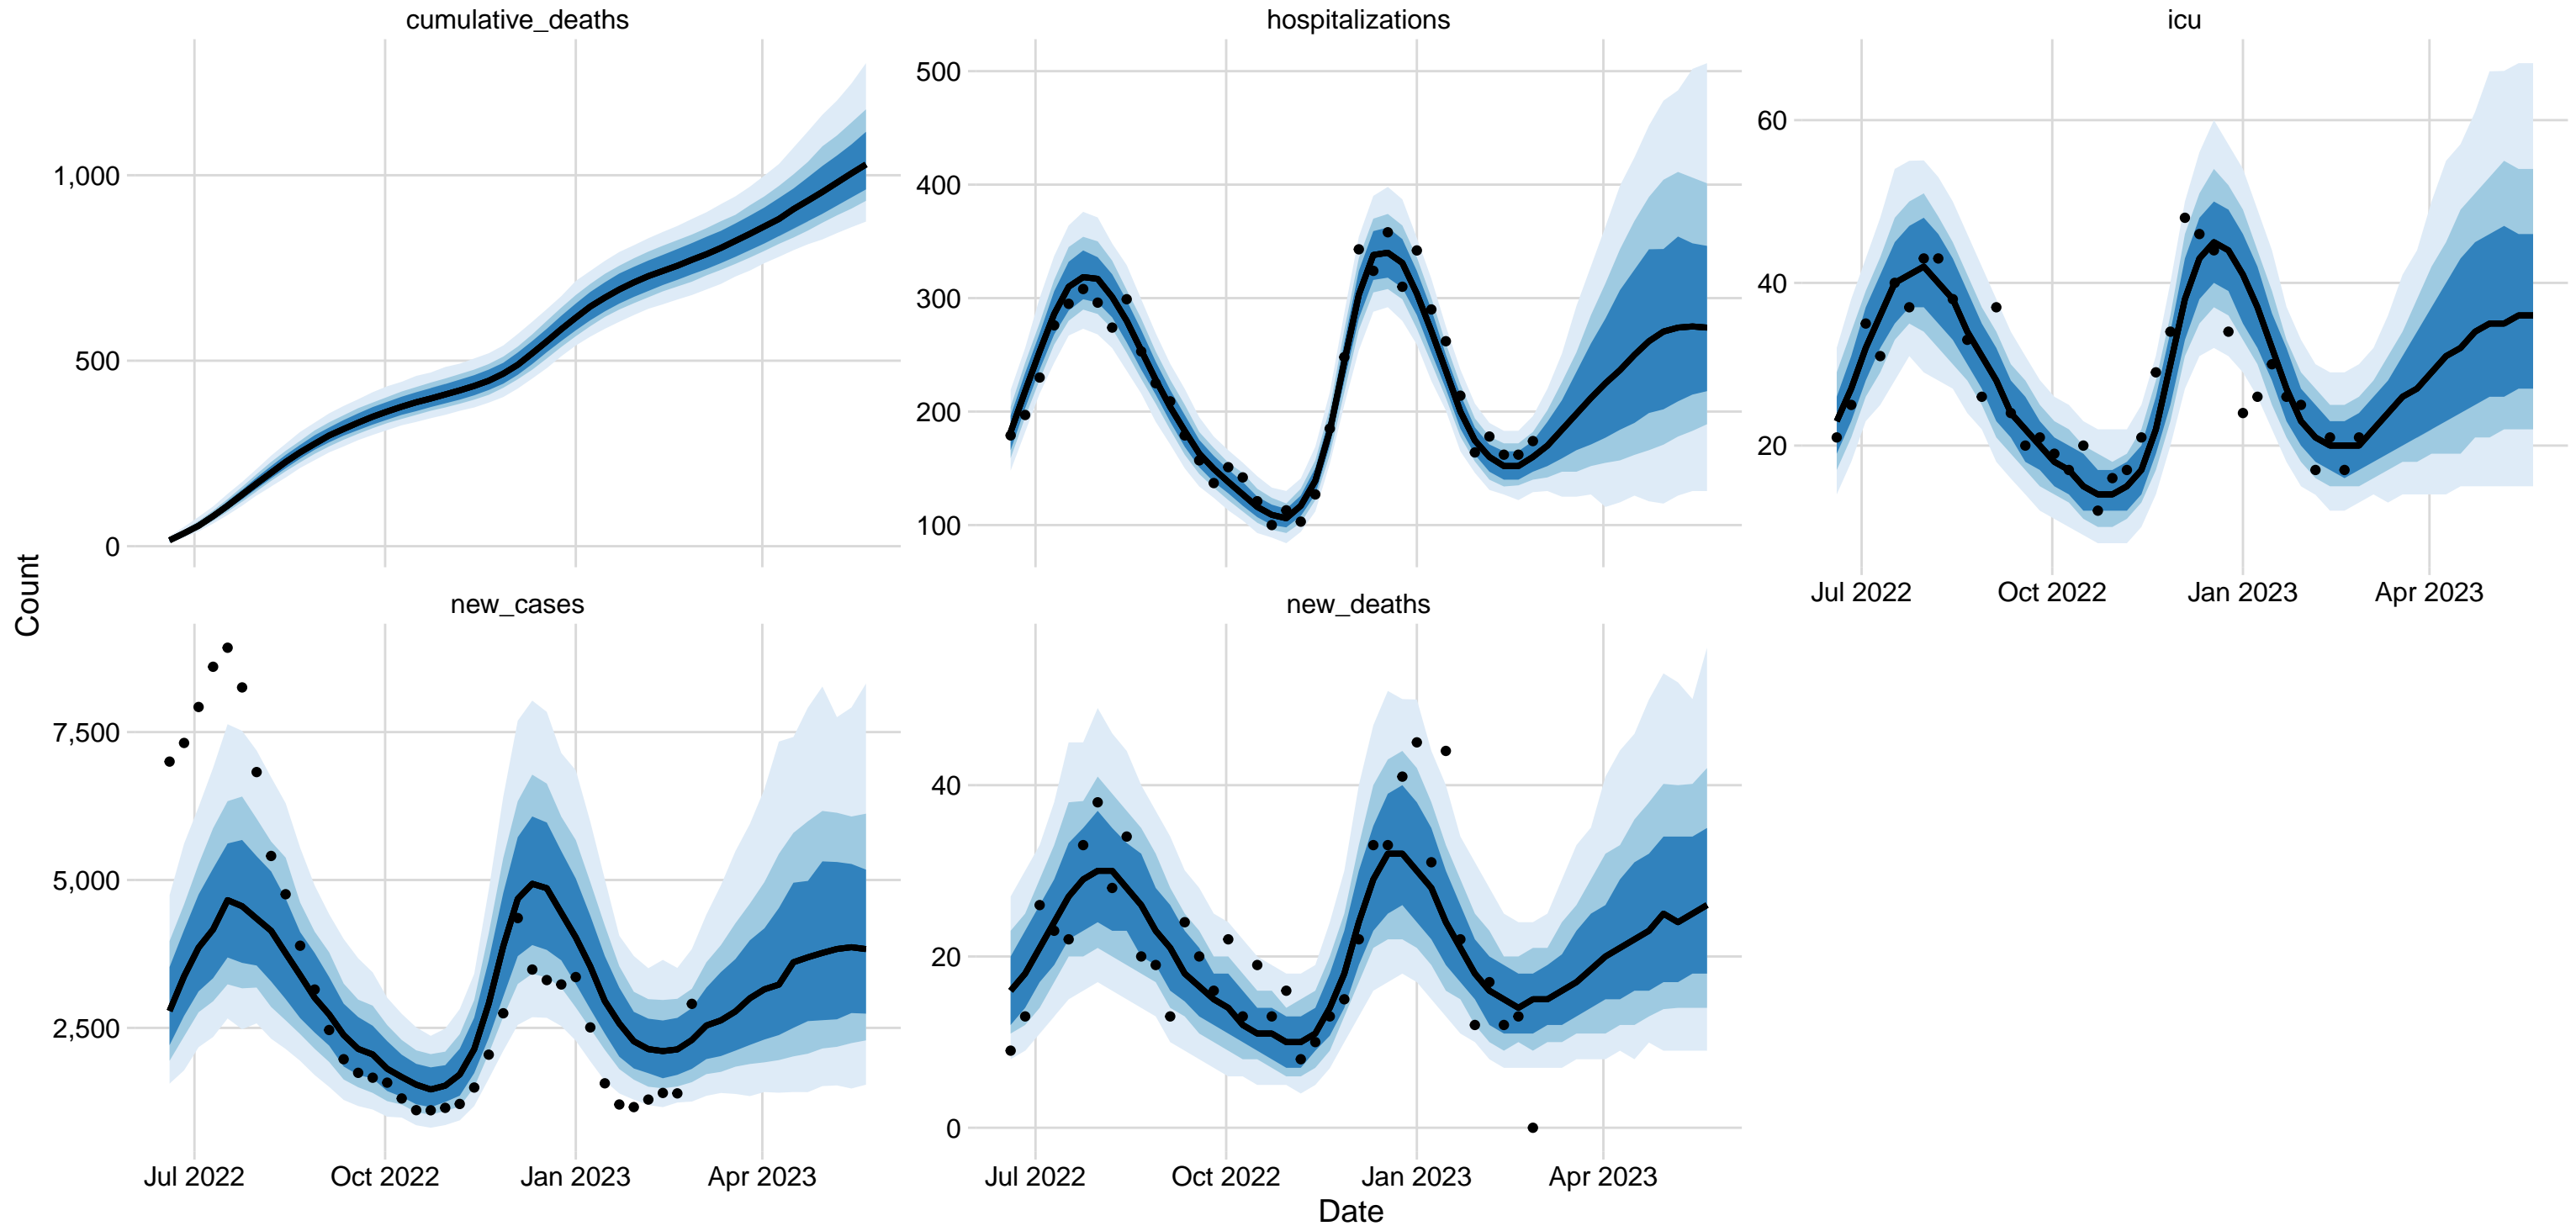 cumulative_deaths
hospitalizations
icu
1,000
500
0
500
400
300
200
100
60
40
20
Jul 2022
Oct 2022
Jan 2023
Apr 2023
Count
new_cases
new_deaths
7,500
5,000
2,500
40
20
0
Jul 2022
Oct 2022
Jan 2023
Apr 2023
Jul 2022
Oct 2022
Jan 2023
Apr 2023
Date